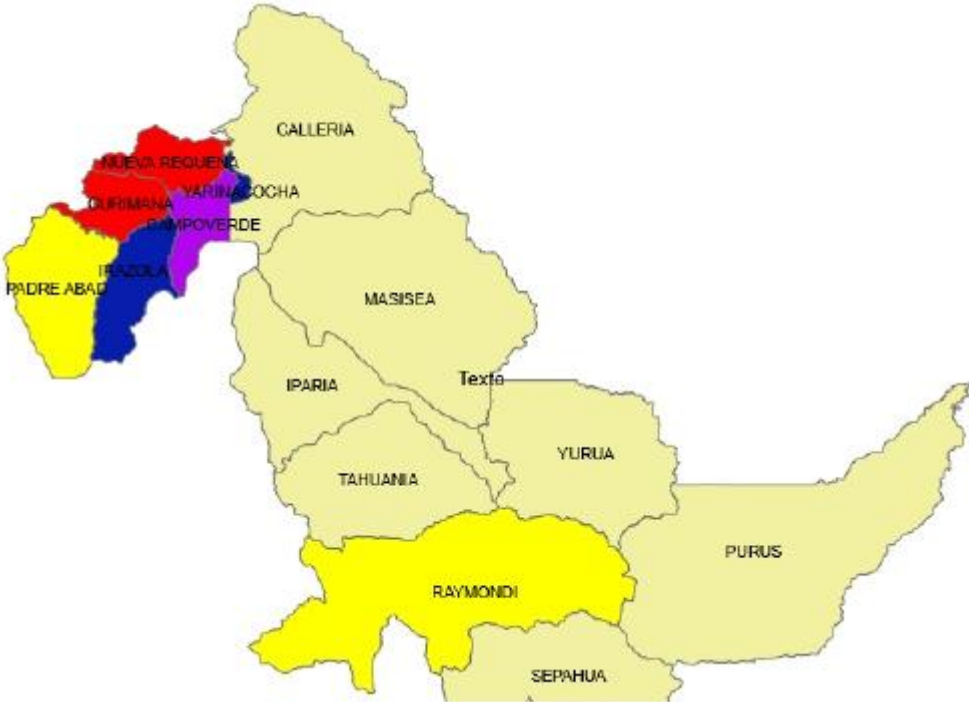 CALLERIA
NUEVA REQUENA
YARINACOCHA
CURIMANA
CAMPOVERDE
IRAZOLA
PADRE ABAD
MASISEA
IPARIA
Texto
YURUA
TAHUANIA
PURUS
RAYMONDI
SEPAHUA